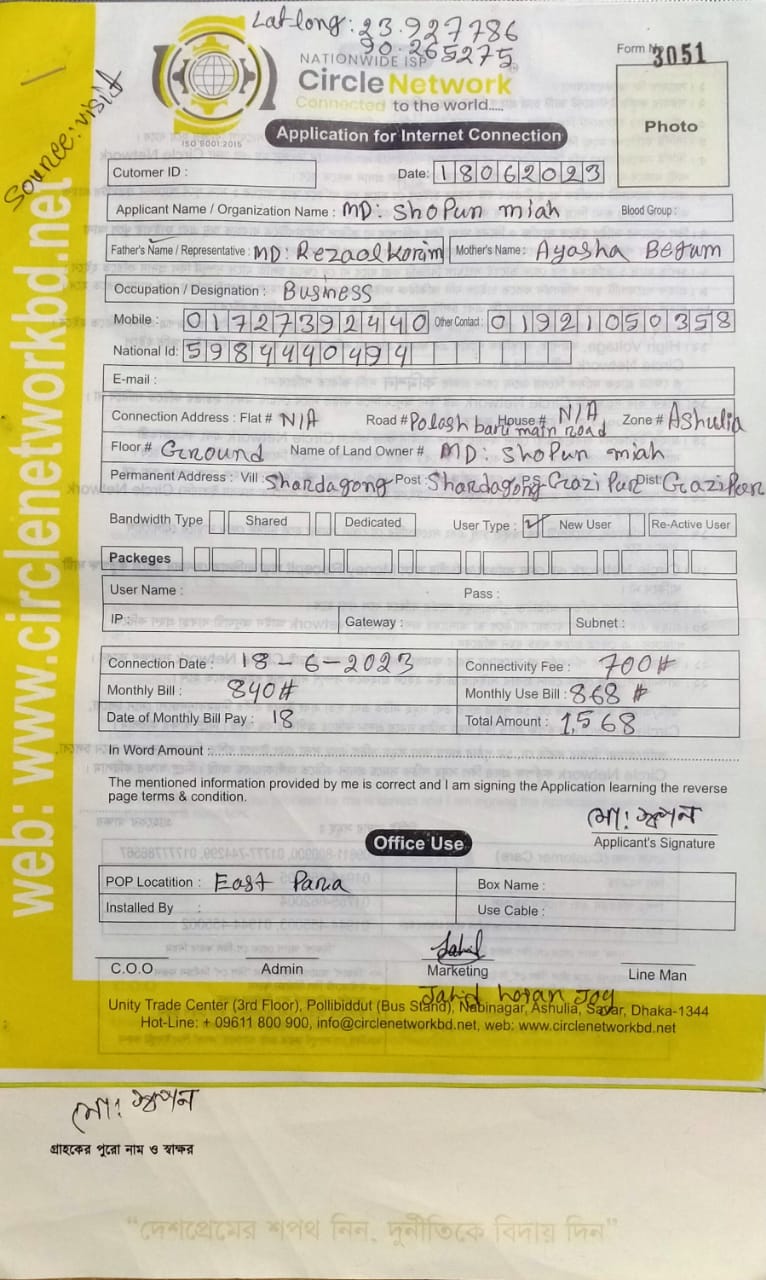 Lat long: 23.927786
90.265275
Form No 3051
NATIONWIDE ISP
Circle Network
Connected to the world.....
ISO 9001:2015
Source: visit
Photo
Application for Internet Connection
Cutomer ID :
Date: 18062023
Applicant Name / Organization Name : MD: Shopun miah Blood Group :
Father's Name / Representative : MD: Rezaol Korim Mother's Name : Ayasha Begum
Occupation / Designation : Business
Mobile : 01727392440 Other Contact : 01921050358
National Id: 5984440494
E-mail :
Connection Address : Flat # N/A Road # Polash bari main road House # N/A Zone # Ashulia
Floor # Ground Name of Land Owner # MD: Shopun miah
Permanent Address : Vill : Shardagong Post : Shardagong P.S Gazi Pur Dist: Gazi Pur
Bandwidth Type Shared Dedicated User Type : ✓ New User Re-Active User
Packeges
User Name : Pass :
IP : Gateway : Subnet :
Connection Date : 18-6-2023 Connectivity Fee : 700#
Monthly Bill : 840# Monthly Use Bill : 868 #
Date of Monthly Bill Pay : 18 Total Amount : 1,568
In Word Amount :
The mentioned information provided by me is correct and I am signing the Application learning the reverse
page terms & condition.
মো: স্বপন
Applicant's Signature
Office Use
POP Locatition : East Para Box Name :
Installed By : Use Cable :
Jahid
C.O.O Admin Marketing Line Man
Jahid hasan Joy
Unity Trade Center (3rd Floor), Pollibiddut (Bus Stand), Nabinagar, Ashulia, Savar, Dhaka-1344
Hot-Line: + 09611 800 900, info@circlenetworkbd.net, web: www.circlenetworkbd.net
web: www.circlenetworkbd.net
মো: স্বপন
গ্রাহকের পুরো নাম ও স্বাক্ষর
“দেশপ্রেমের শপথ নিন, দুর্নীতিকে বিদায় দিন”